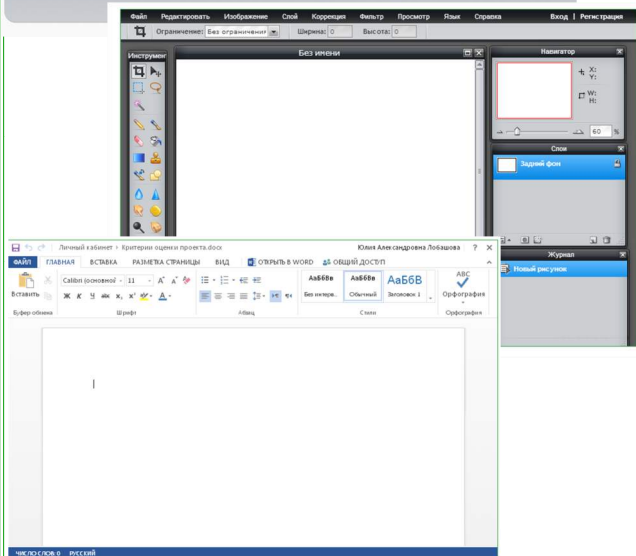 Файл Редактировать Изображение Слой Коррекция Фильтр Просмотр Язык Справка Вход | Регистрация
Ограничение: Без ограничения Ширина: 0 Высота: 0
Инструмен
Без имени
Навигатор
X:
Y:
W:
H:
60 %
Слои
Задний фон
Журнал
Новый рисунок
Личный кабинет › Критерии оценки проекта.docx Юлия Александровна Лобашова ? ×
ФАЙЛ ГЛАВНАЯ ВСТАВКА РАЗМЕТКА СТРАНИЦЫ ВИД ОТКРЫТЬ В WORD ОБЩИЙ ДОСТУП
Вставить
Calibri (основной 11
Ж К Ч abc x, x² A
АаБбВв АаБбВв АаБбВ
Без интерв.. Обычный Заголовок 1
ABC
Орфография
Буфер обмена Шрифт Абзац Стили Орфография
ЧИСЛО СЛОВ: 0 РУССКИЙ